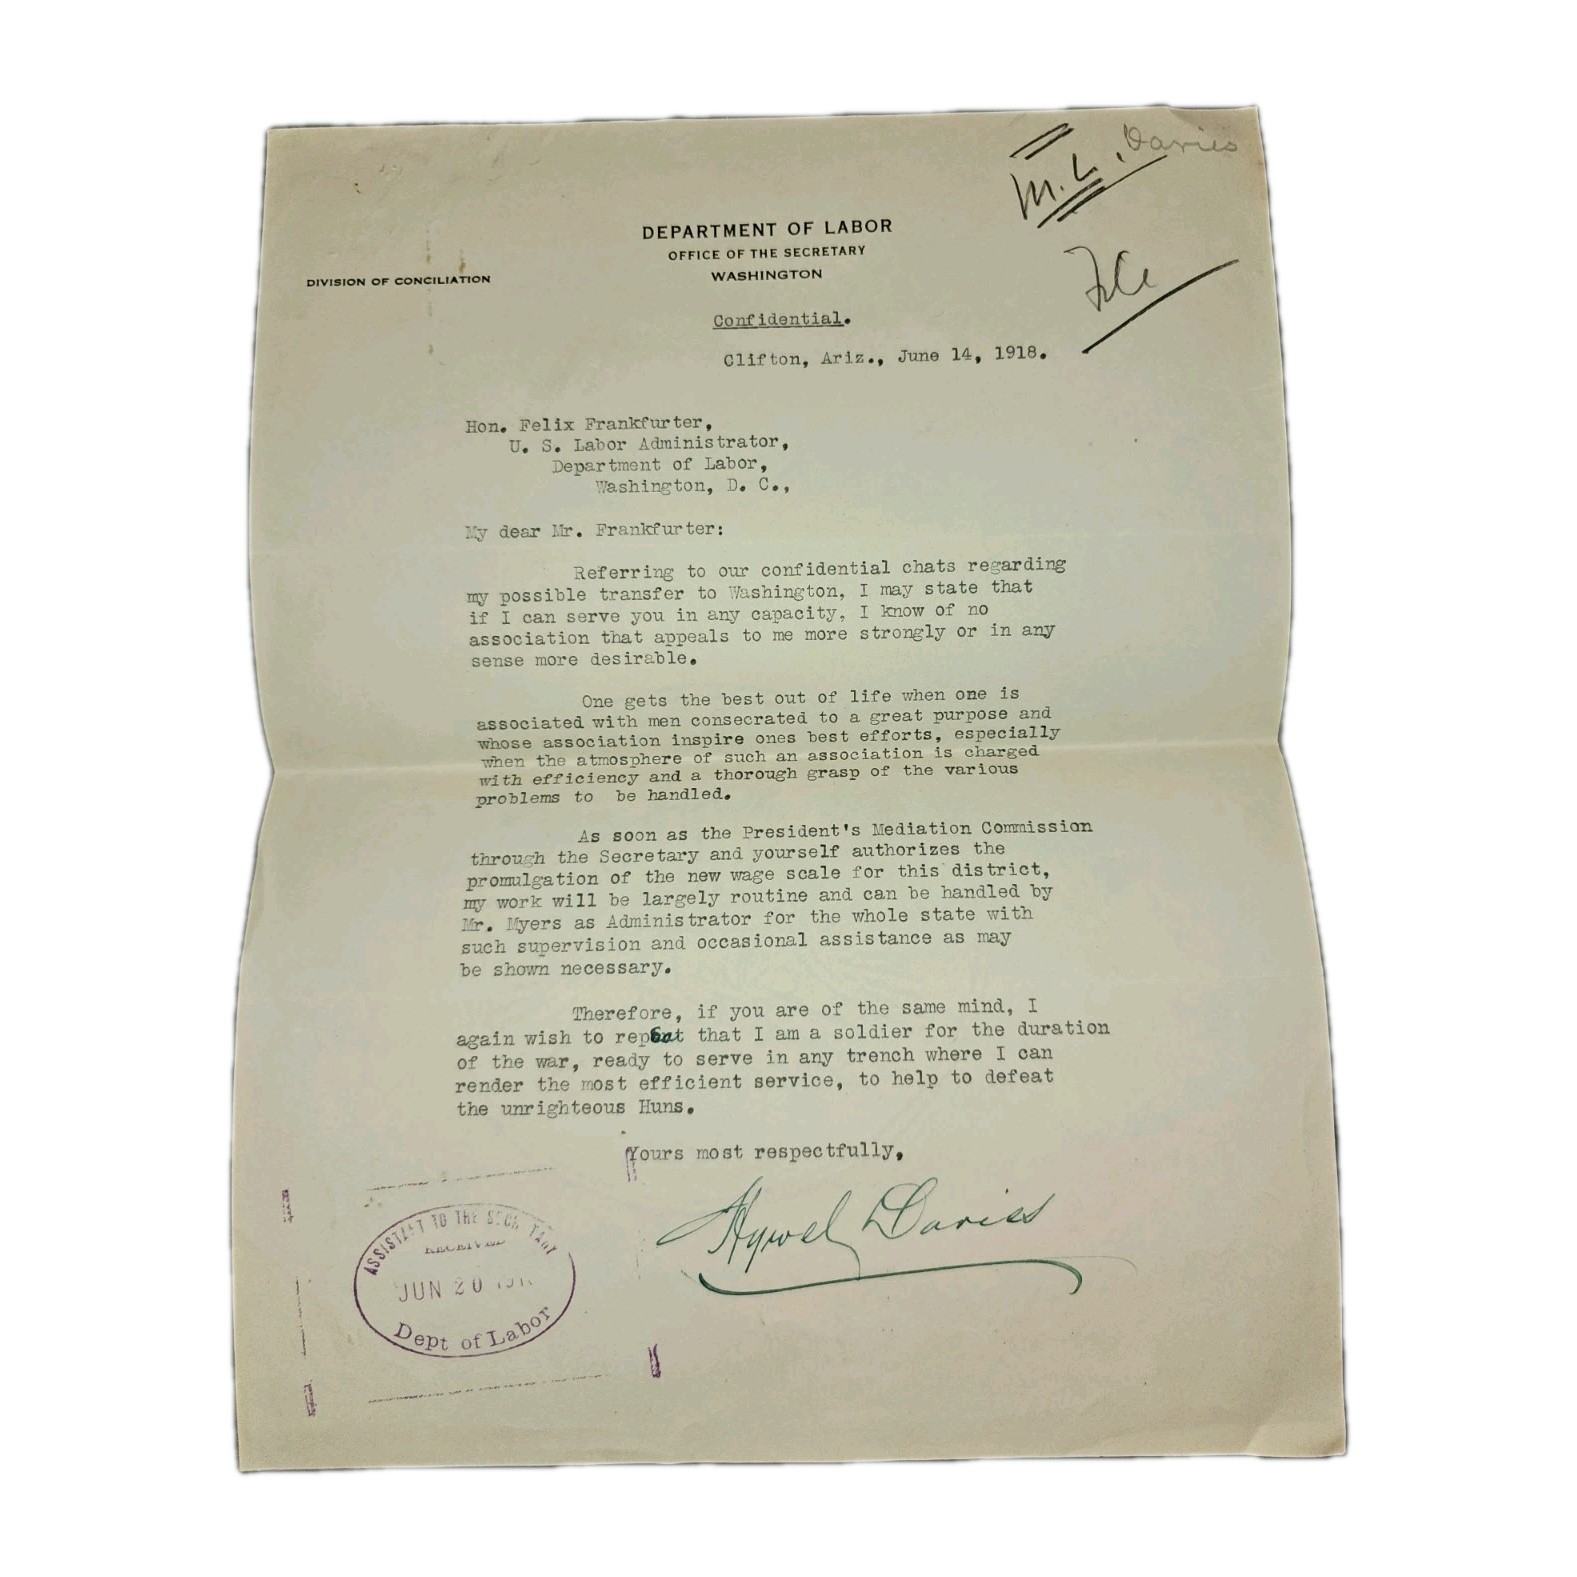 Davies
M. L.
DEPARTMENT OF LABOR
OFFICE OF THE SECRETARY
WASHINGTON
DIVISION OF CONCILIATION
Confidential.
Clifton, Ariz., June 14, 1918.
Hon. Felix Frankfurter,
U. S. Labor Administrator,
Department of Labor,
Washington, D. C.,
My dear Mr. Frankfurter:
Referring to our confidential chats regarding
my possible transfer to Washington, I may state that
if I can serve you in any capacity, I know of no
association that appeals to me more strongly or in any
sense more desirable.
One gets the best out of life when one is
associated with men consecrated to a great purpose and
whose association inspire ones best efforts, especially
when the atmosphere of such an association is charged
with efficiency and a thorough grasp of the various
problems to be handled.
As soon as the President's Mediation Commission
through the Secretary and yourself authorizes the
promulgation of the new wage scale for this district,
my work will be largely routine and can be handled by
Mr. Myers as Administrator for the whole state with
such supervision and occasional assistance as may
be shown necessary.
Therefore, if you are of the same mind, I
again wish to repeat that I am a soldier for the duration
of the war, ready to serve in any trench where I can
render the most efficient service, to help to defeat
the unrighteous Huns.
Yours most respectfully,
Hywel Davies
ASSISTANT TO THE SECRETARY
RECEIVED
JUN 20
Dept of Labor